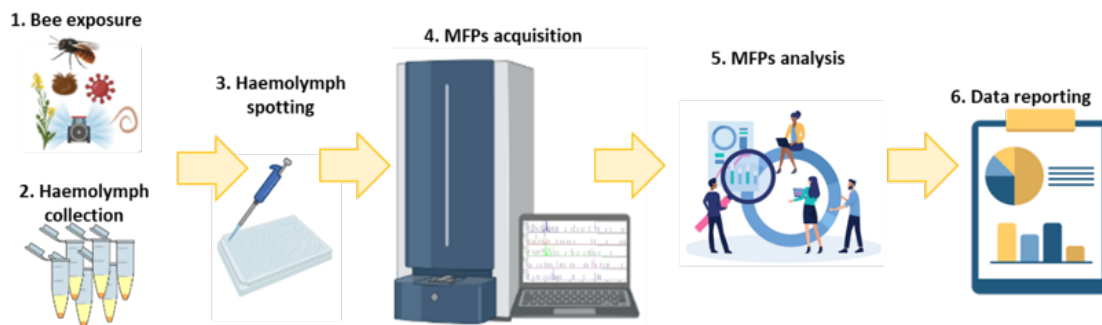 1. Bee exposure
2. Haemolymph
collection
3. Haemolymph
spotting
4. MFPs acquisition
5. MFPs analysis
6. Data reporting